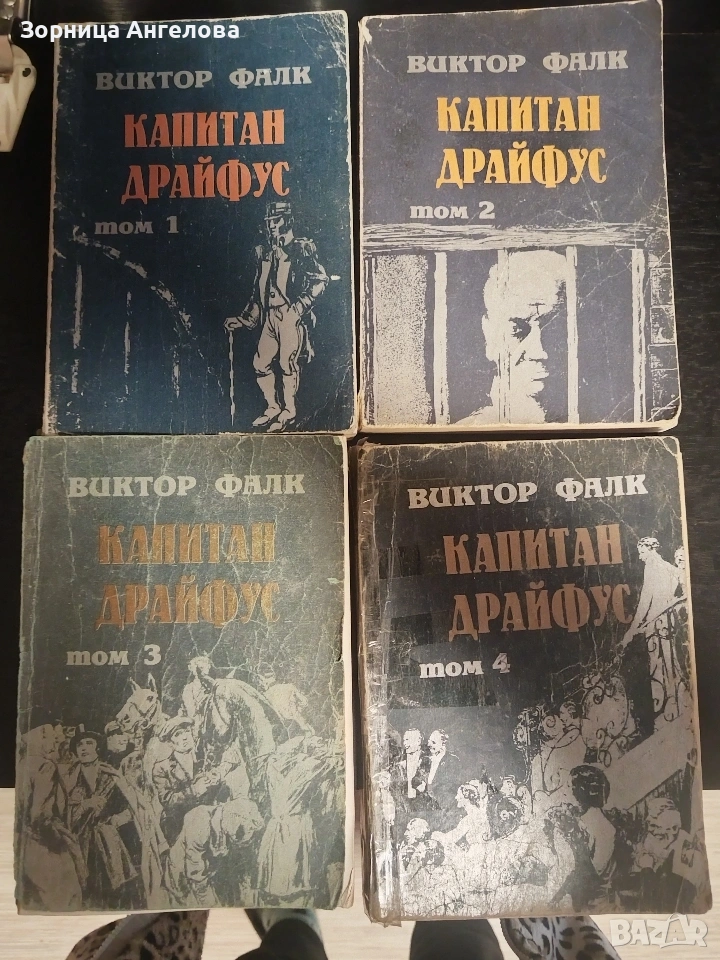 Зорница Ангелова
ВИКТОР ФАЛК
КАПИТАН
ДРАЙФУС
том 1
ВИКТОР ФАЛК
КАПИТАН
ДРАЙФУС
том 2
ВИКТОР ФАЛК
КАПИТАН
ДРАЙФУС
том 3
ВИКТОР ФАЛК
КАПИТАН
ДРАЙФУС
том 4
BAZAR